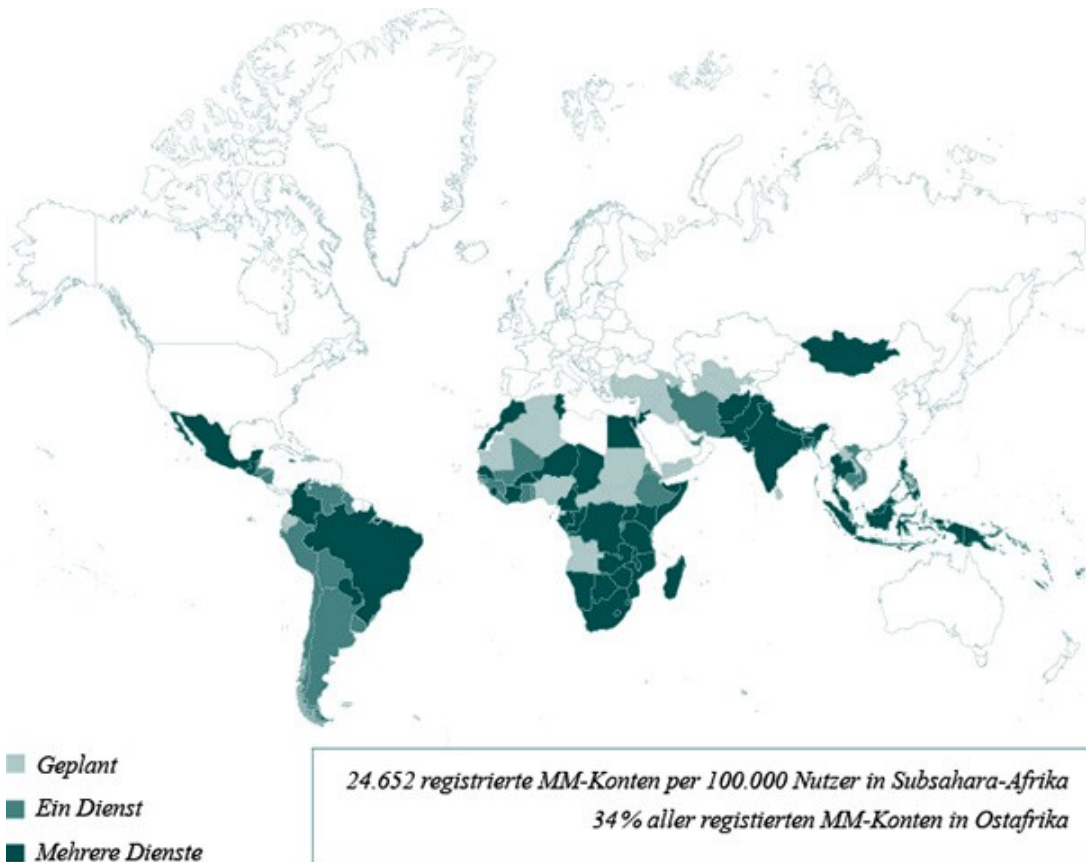 Geplant
Ein Dienst
Mehrere Dienste
24.652 registrierte MM-Konten per 100.000 Nutzer in Subsahara-Afrika
34% aller registierten MM-Konten in Ostafrika